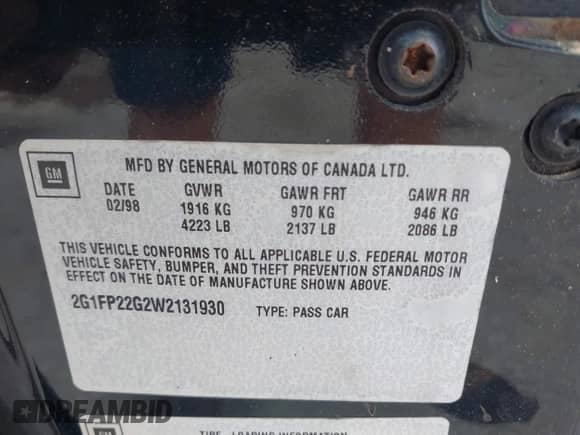 GM
MFD BY GENERAL MOTORS OF CANADA LTD.
DATE GVWR GAWR FRT GAWR RR
02/98 1916 KG 970 KG 946 KG
4223 LB 2137 LB 2086 LB
THIS VEHICLE CONFORMS TO ALL APPLICABLE U.S. FEDERAL MOTOR
VEHICLE SAFETY, BUMPER, AND THEFT PREVENTION STANDARDS IN
EFFECT ON THE DATE OF MANUFACTURE SHOWN ABOVE.
2G1FP22G2W2131930 TYPE: PASS CAR
DREAMBID
TIRE - LOADING INFORMATION